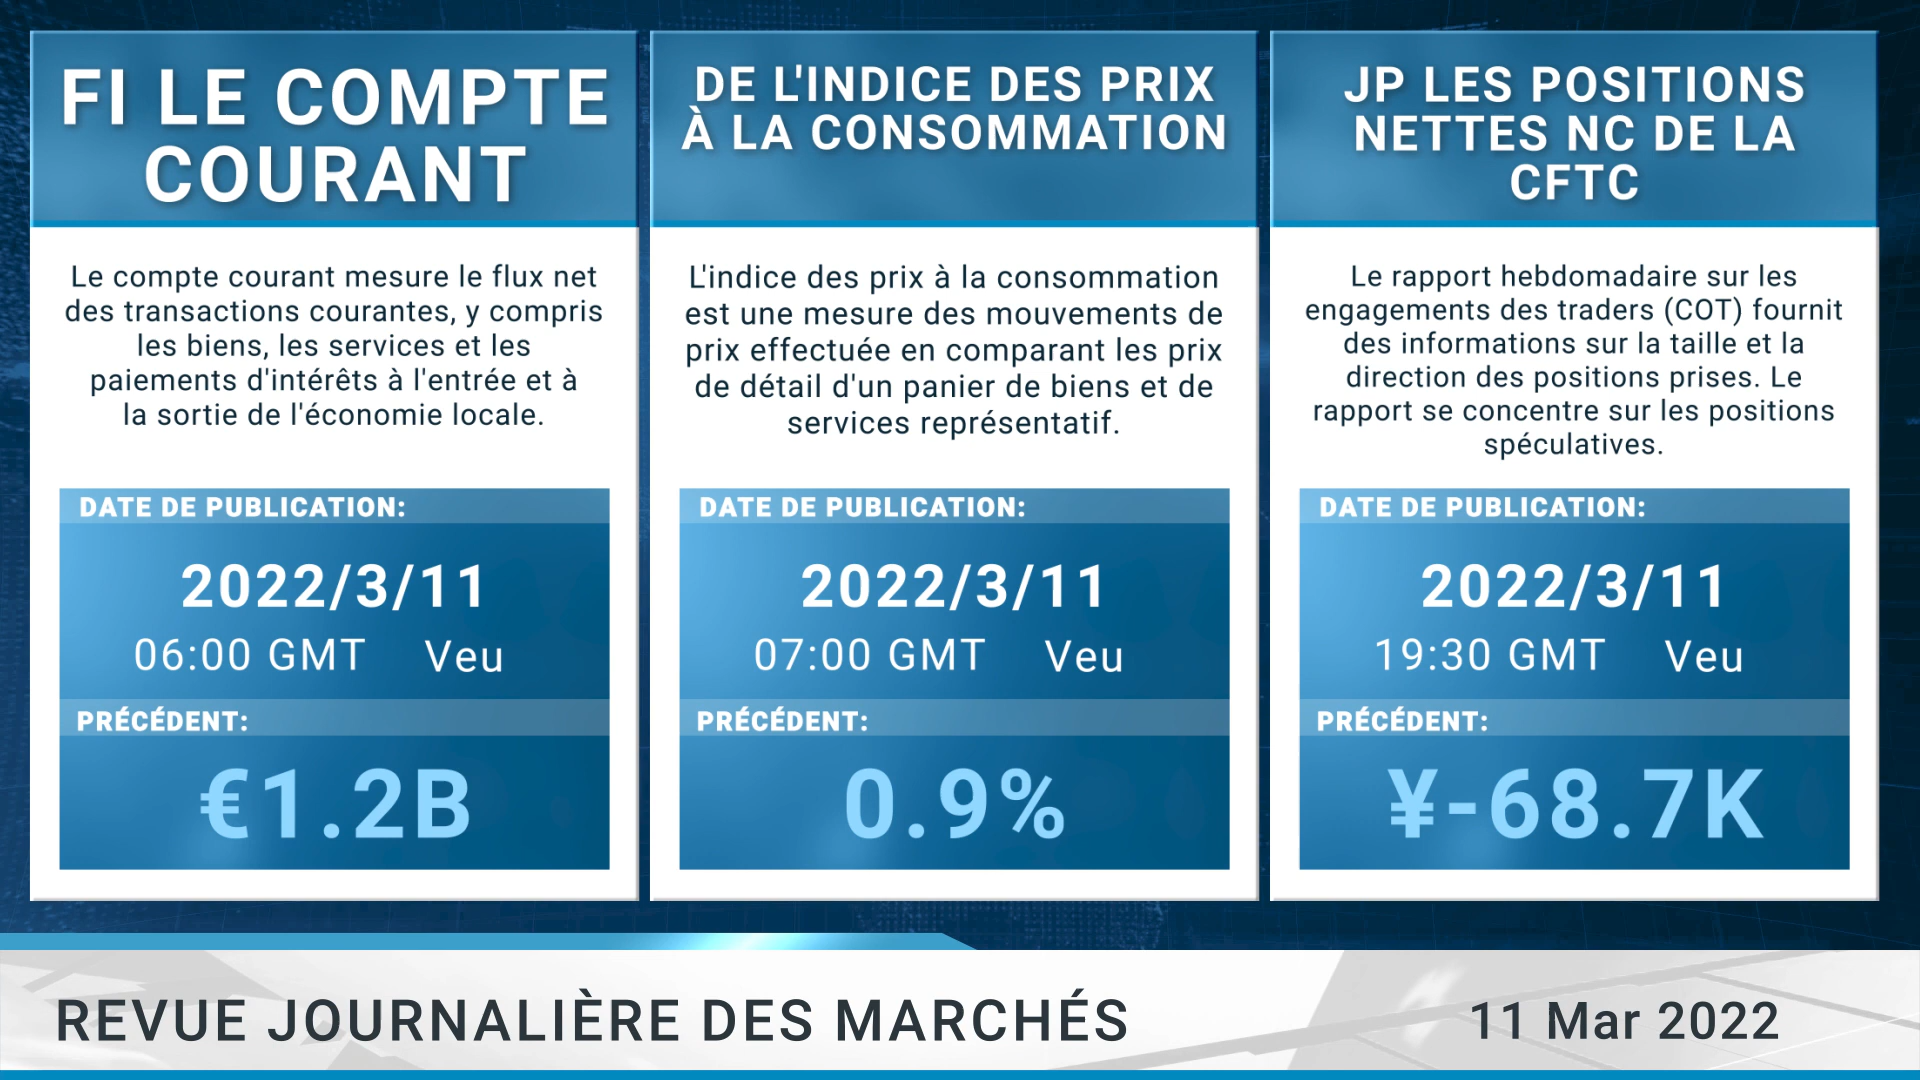 FI LE COMPTE
COURANT
Le compte courant mesure le flux net
des transactions courantes, y compris
les biens, les services et les
paiements d'intérêts à l'entrée et à
la sortie de l'économie locale.
DATE DE PUBLICATION:
2022/3/11
06:00 GMT Veu
PRÉCÉDENT:
€1.2B
DE L'INDICE DES PRIX
À LA CONSOMMATION
L'indice des prix à la consommation
est une mesure des mouvements de
prix effectuée en comparant les prix
de détail d'un panier de biens et de
services représentatif.
DATE DE PUBLICATION:
2022/3/11
07:00 GMT Veu
PRÉCÉDENT:
0.9%
JP LES POSITIONS
NETTES NC DE LA
CFTC
Le rapport hebdomadaire sur les
engagements des traders (COT) fournit
des informations sur la taille et la
direction des positions prises. Le
rapport se concentre sur les positions
spéculatives.
DATE DE PUBLICATION:
2022/3/11
19:30 GMT Veu
PRÉCÉDENT:
¥-68.7K
REVUE JOURNALIÈRE DES MARCHÉS
11 Mar 2022